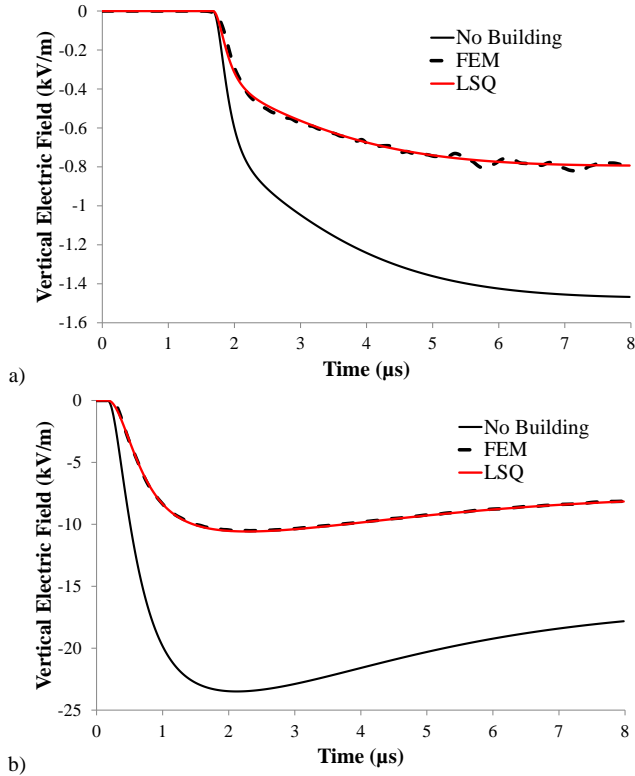 0
-0.2
-0.4
-0.6
-0.8
-1
-1.2
-1.4
-1.6
Vertical Electric Field (kV/m)
No Building
FEM
LSQ
0 1 2 3 4 5 6 7 8
Time (µs)
a)
0
-5
-10
-15
-20
-25
Vertical Electric Field (kV/m)
No Building
FEM
LSQ
0 1 2 3 4 5 6 7 8
Time (µs)
b)